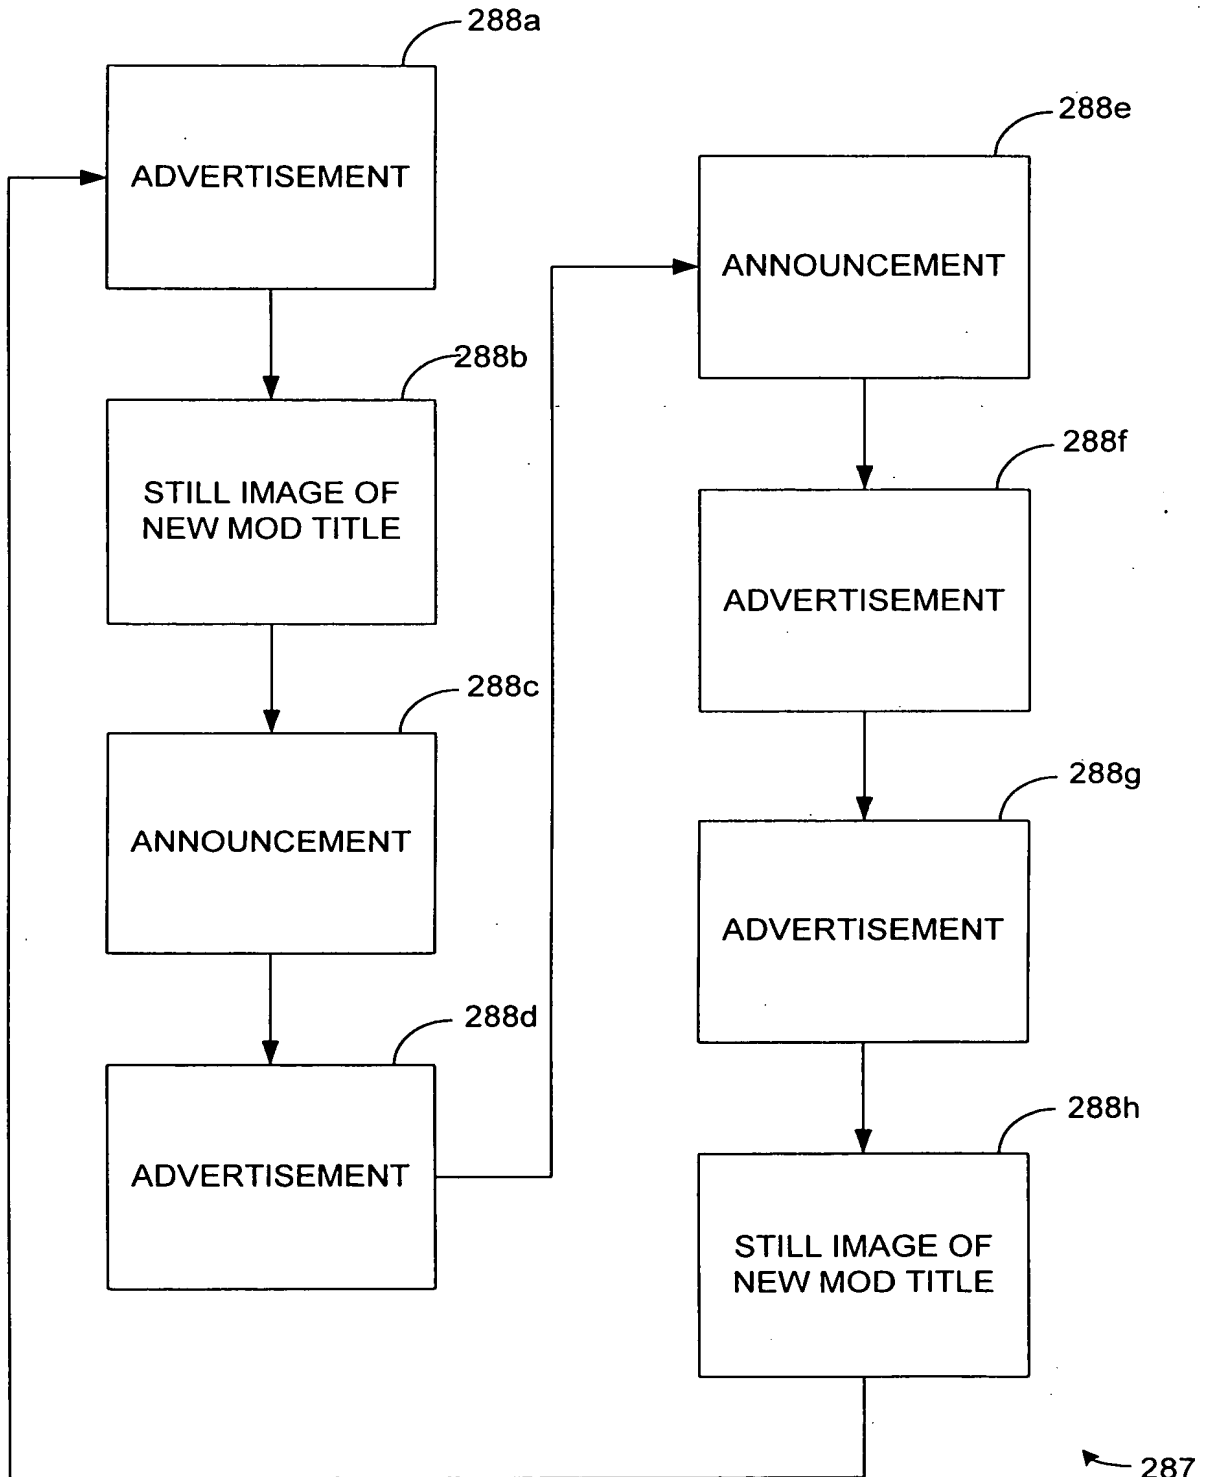 288a
ADVERTISEMENT
288b
STILL IMAGE OF
NEW MOD TITLE
288c
ANNOUNCEMENT
288d
ADVERTISEMENT
288e
ANNOUNCEMENT
288f
ADVERTISEMENT
288g
ADVERTISEMENT
288h
STILL IMAGE OF
NEW MOD TITLE
287